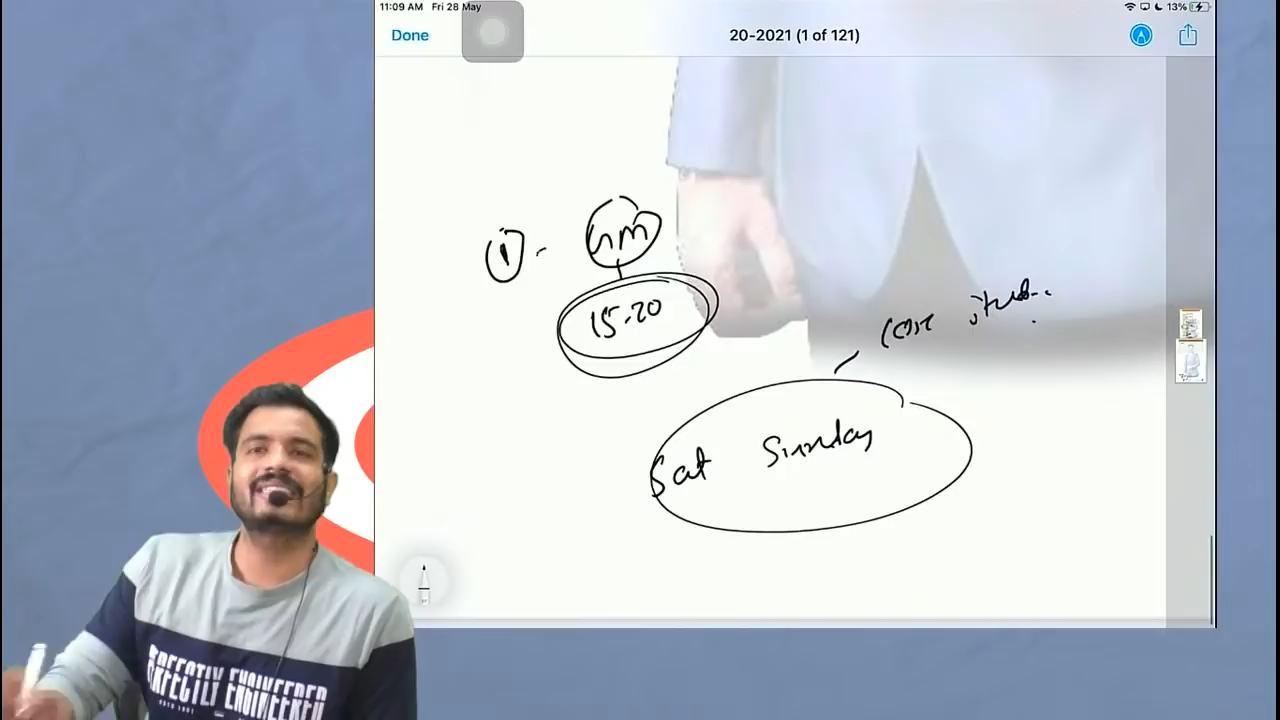 11:09 AM Fri 28 May
13%
Done
20-2021 (1 of 121)
1 -
15-20
Sat Sunday
ERFECTLY ENGINEERED